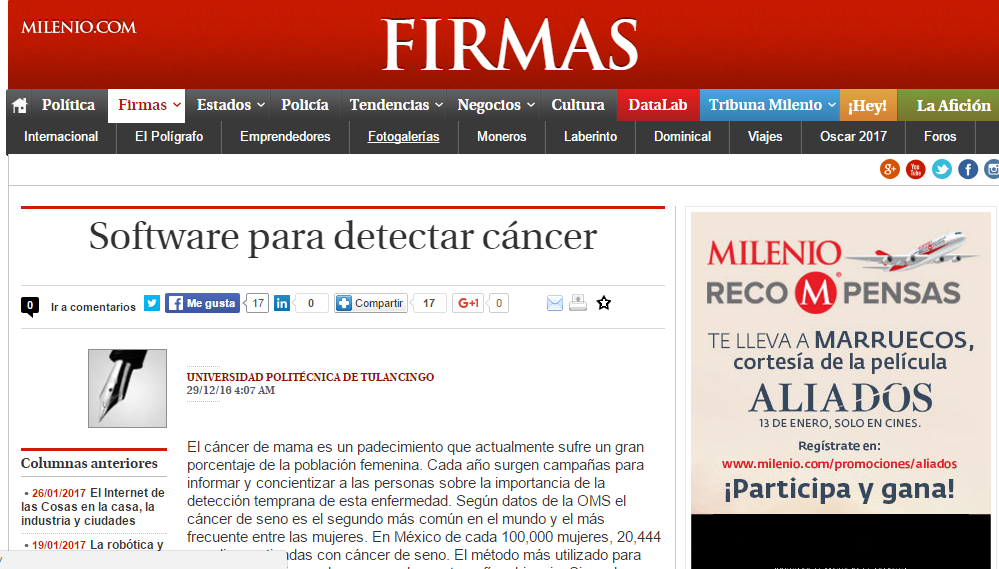 MILENIO.COM
FIRMAS
Política Firmas Estados Policía Tendencias Negocios Cultura DataLab Tribuna Milenio ¡Hey! La Afición
Internacional El Polígrafo Emprendedores Fotogalerías Moneros Laberinto Dominical Viajes Oscar 2017 Foros
g+ You Tube f
Software para detectar cáncer
0 Ir a comentarios f Me gusta 17 in 0 Compartir 17 G+1 0
UNIVERSIDAD POLITÉCNICA DE TULANCINGO
29/12/16 4:07 AM
El cáncer de mama es un padecimiento que actualmente sufre un gran
porcentaje de la población femenina. Cada año surgen campañas para
informar y concientizar a las personas sobre la importancia de la
detección temprana de esta enfermedad. Según datos de la OMS el
cáncer de seno es el segundo más común en el mundo y el más
frecuente entre las mujeres. En México de cada 100,000 mujeres, 20,444
con cáncer de seno. El método más utilizado para
Columnas anteriores
• 26/01/2017 El Internet de
las Cosas en la casa, la
industria y ciudades
• 19/01/2017 La robótica y
MILENIO
RECOMPENSAS
TE LLEVA A MARRUECOS,
cortesía de la película
ALIADOS
13 DE ENERO, SOLO EN CINES.
Regístrate en:
www.milenio.com/promociones/aliados
¡Participa y gana!